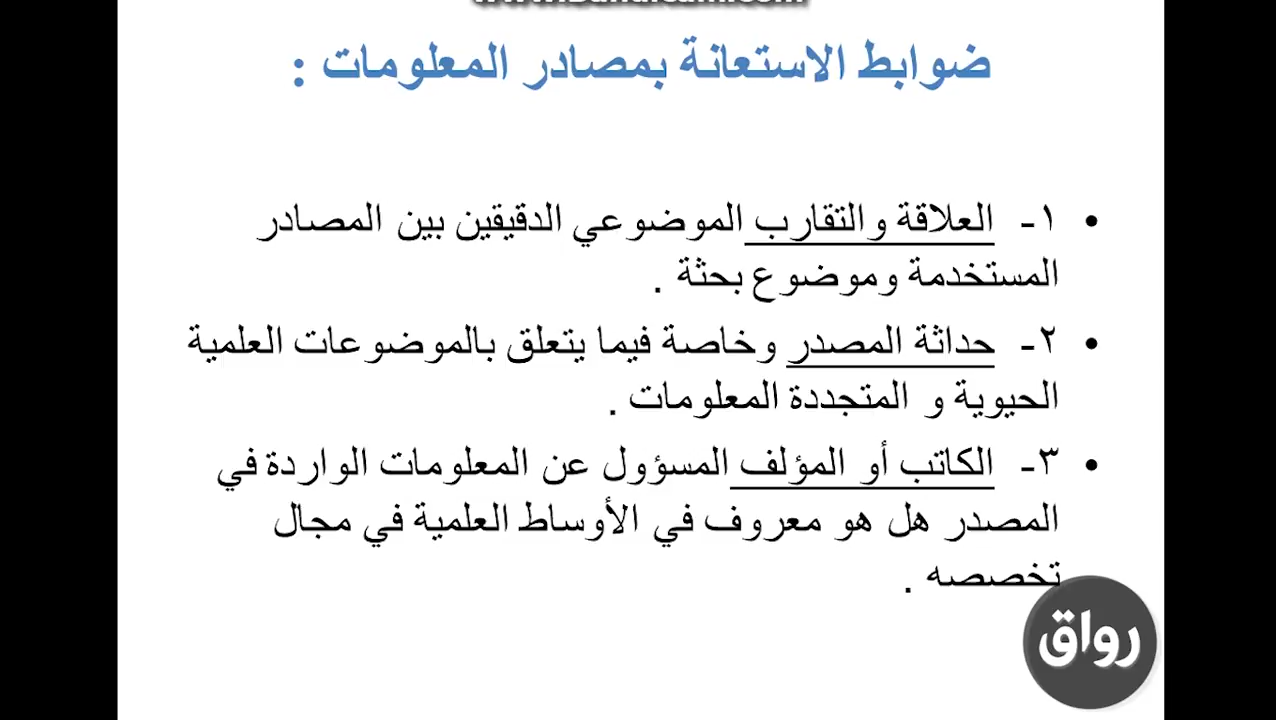 ضوابط الاستعانة بمصادر المعلومات :
• ١- العلاقة والتقارب الموضوعي الدقيقين بين المصادر
المستخدمة وموضوع بحثة .
• ٢- حداثة المصدر وخاصة فيما يتعلق بالموضوعات العلمية
الحيوية و المتجددة المعلومات .
• ٣- الكاتب أو المؤلف المسؤول عن المعلومات الواردة في
المصدر هل هو معروف في الأوساط العلمية في مجال
تخصصه .
رواق